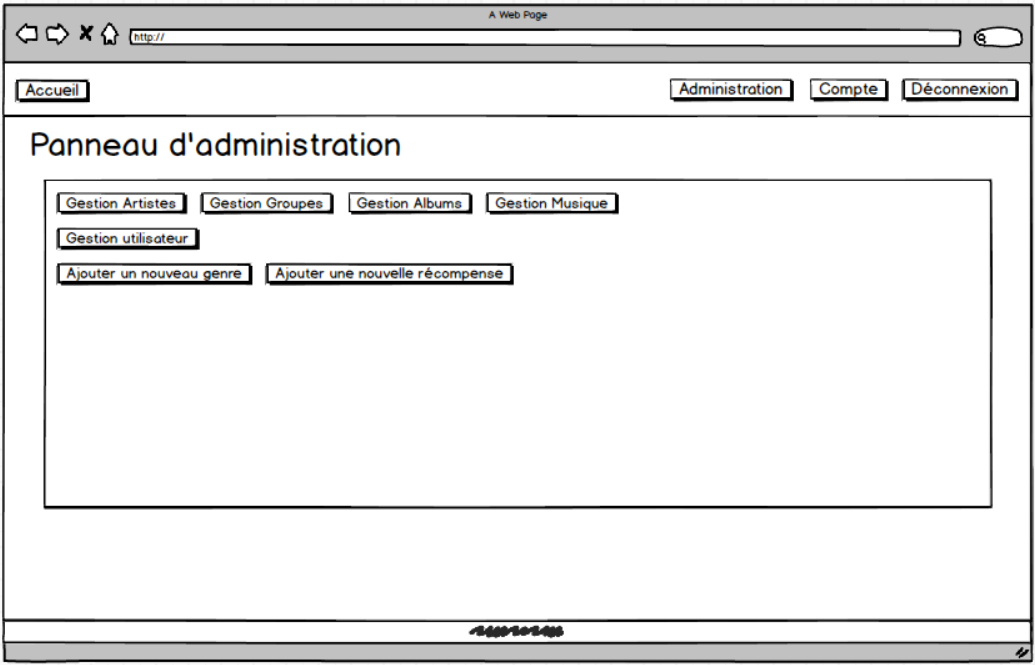 A Web Page
http://
Accueil Administration Compte Déconnexion
Panneau d'administration
Gestion Artistes Gestion Groupes Gestion Albums Gestion Musique
Gestion utilisateur
Ajouter un nouveau genre Ajouter une nouvelle récompense